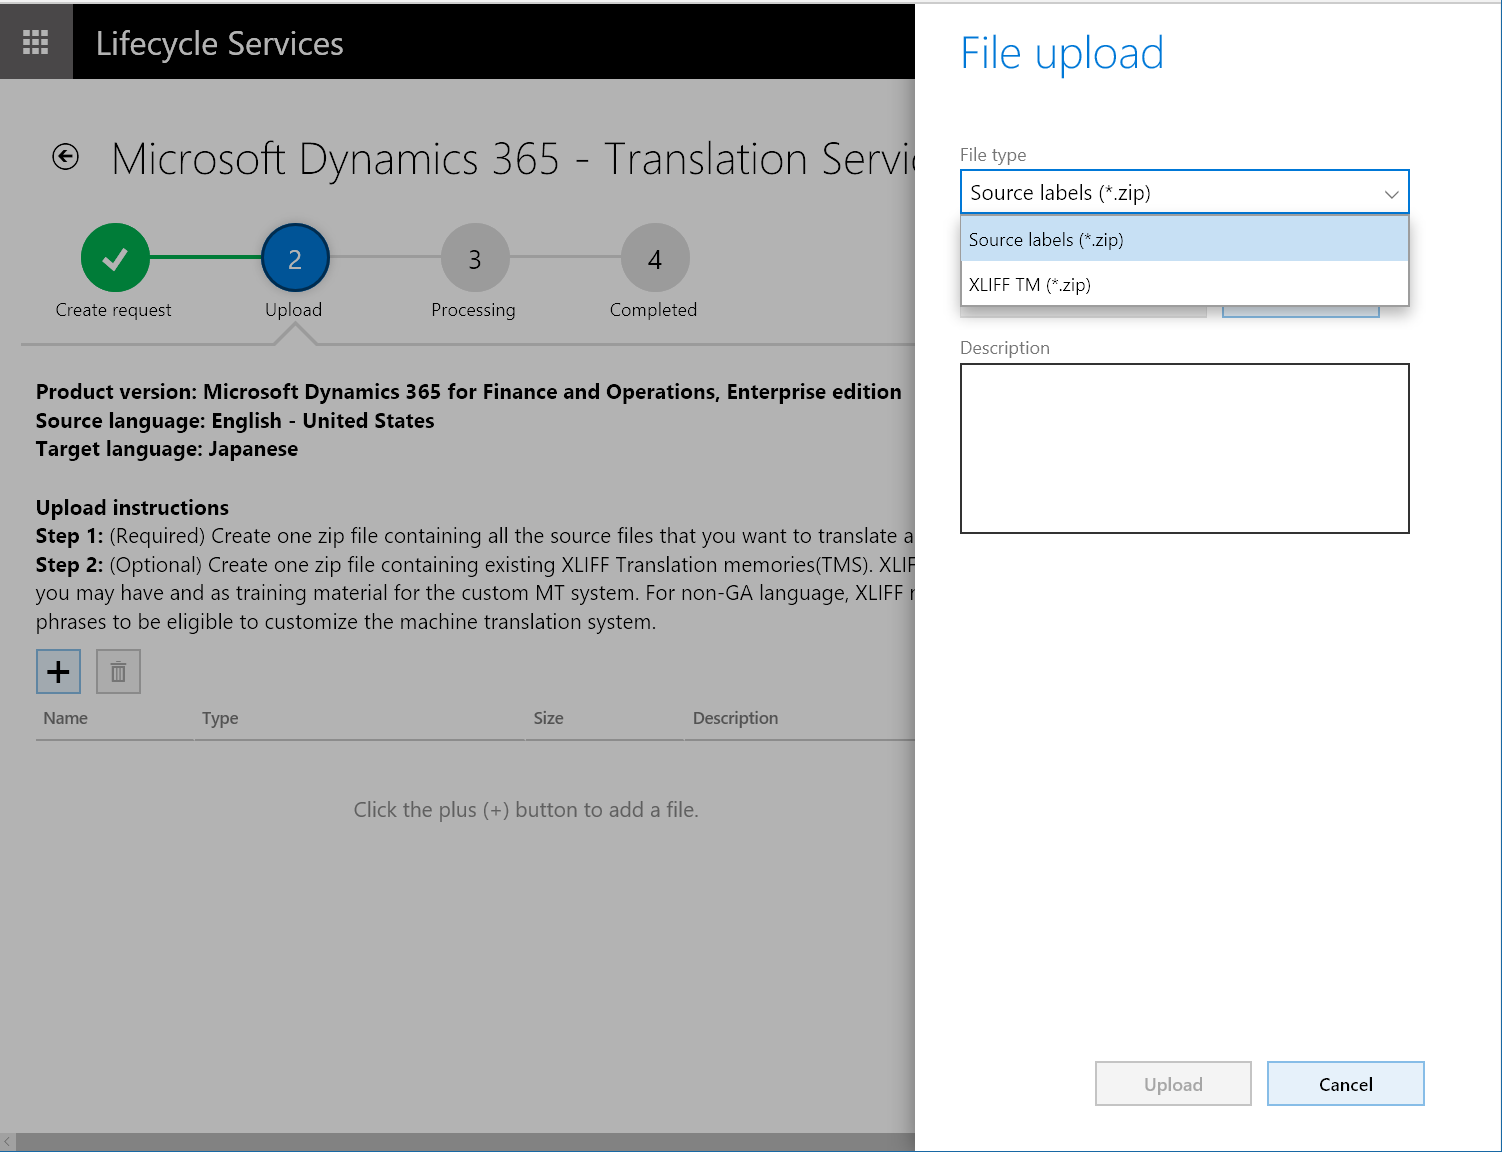 Lifecycle Services
Microsoft Dynamics 365 - Translation Servic
2
3
4
Create request
Upload
Processing
Completed
Product version: Microsoft Dynamics 365 for Finance and Operations, Enterprise edition
Source language: English - United States
Target language: Japanese
Upload instructions
Step 1: (Required) Create one zip file containing all the source files that you want to translate a
Step 2: (Optional) Create one zip file containing existing XLIFF Translation memories(TMS). XLIF
you may have and as training material for the custom MT system. For non-GA language, XLIFF
phrases to be eligible to customize the machine translation system.
Name Type Size Description
Click the plus (+) button to add a file.
File upload
File type
Source labels (*.zip)
Source labels (*.zip)
XLIFF TM (*.zip)
Description
Upload
Cancel